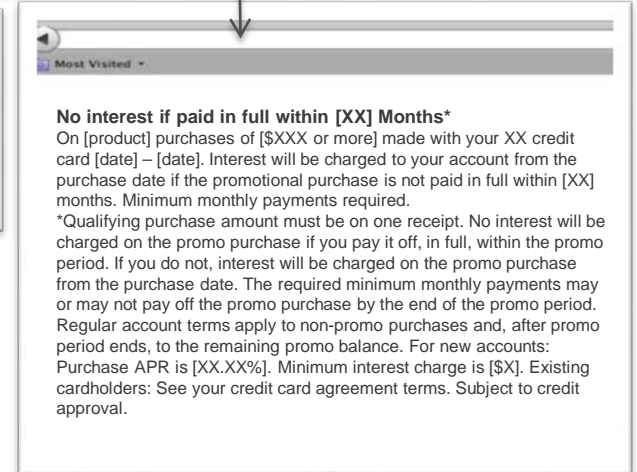 Most Visited
No interest if paid in full within [XX] Months*
On [product] purchases of [$XXX or more] made with your XX credit
card [date] – [date]. Interest will be charged to your account from the
purchase date if the promotional purchase is not paid in full within [XX]
months. Minimum monthly payments required.
*Qualifying purchase amount must be on one receipt. No interest will be
charged on the promo purchase if you pay it off, in full, within the promo
period. If you do not, interest will be charged on the promo purchase
from the purchase date. The required minimum monthly payments may
or may not pay off the promo purchase by the end of the promo period.
Regular account terms apply to non-promo purchases and, after promo
period ends, to the remaining promo balance. For new accounts:
Purchase APR is [XX.XX%]. Minimum interest charge is [$X]. Existing
cardholders: See your credit card agreement terms. Subject to credit
approval.